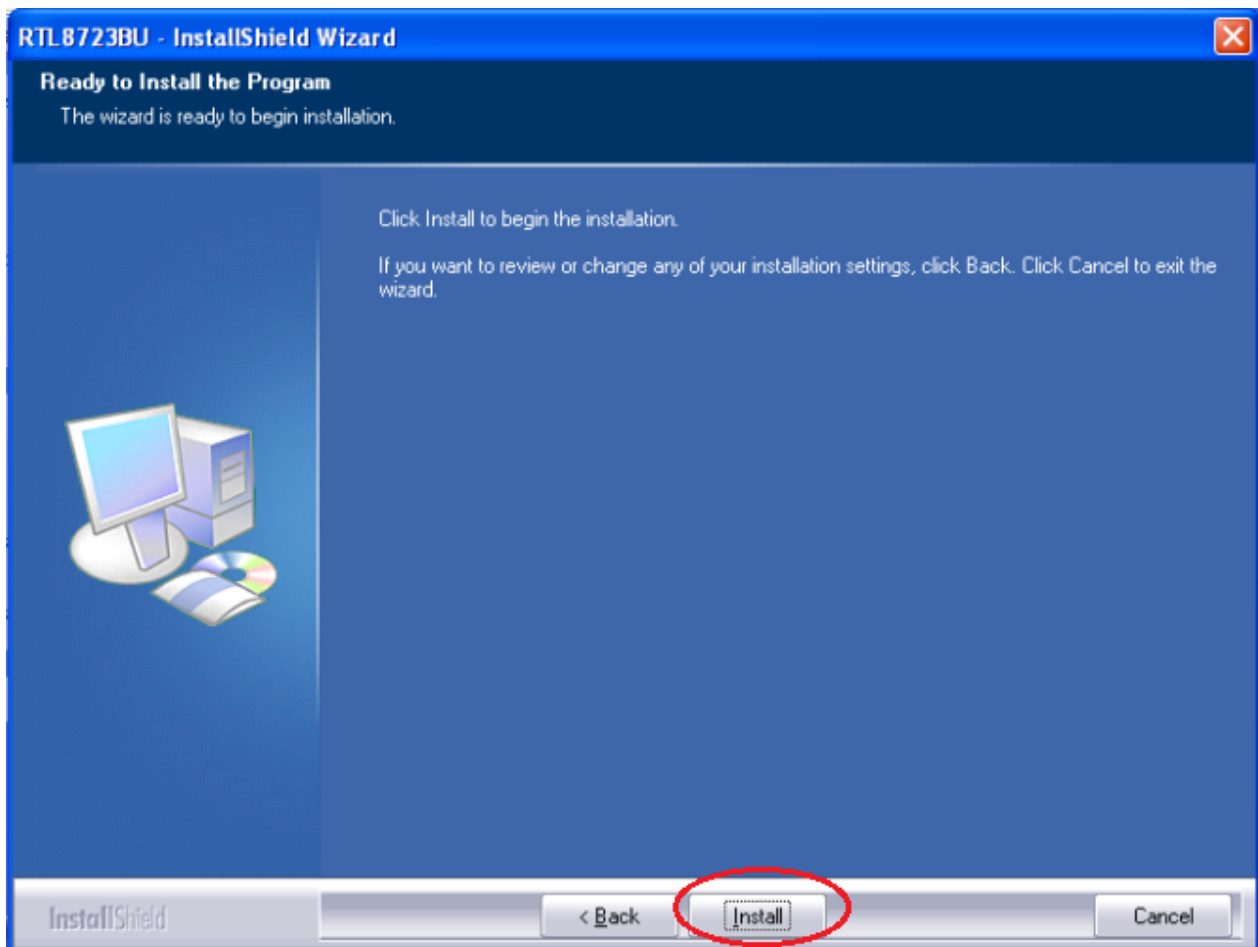 RTL8723BU - InstallShield Wizard
Ready to Install the Program
The wizard is ready to begin installation.
Click Install to begin the installation.
If you want to review or change any of your installation settings, click Back. Click Cancel to exit the
wizard.
InstallShield
< Back
Install
Cancel